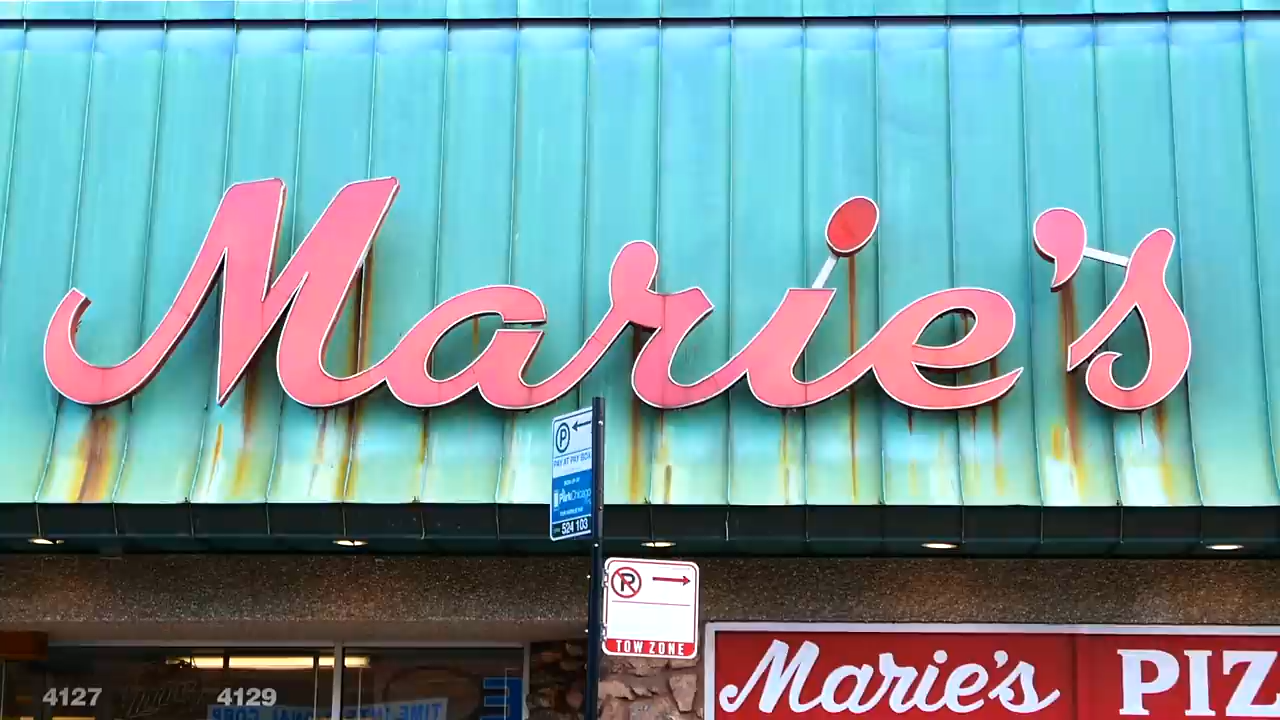 Marie's
P
PAY AT PAY BOX
ParkChicago
524 103
P
TOW ZONE
Marie's PIZ
4127 4129